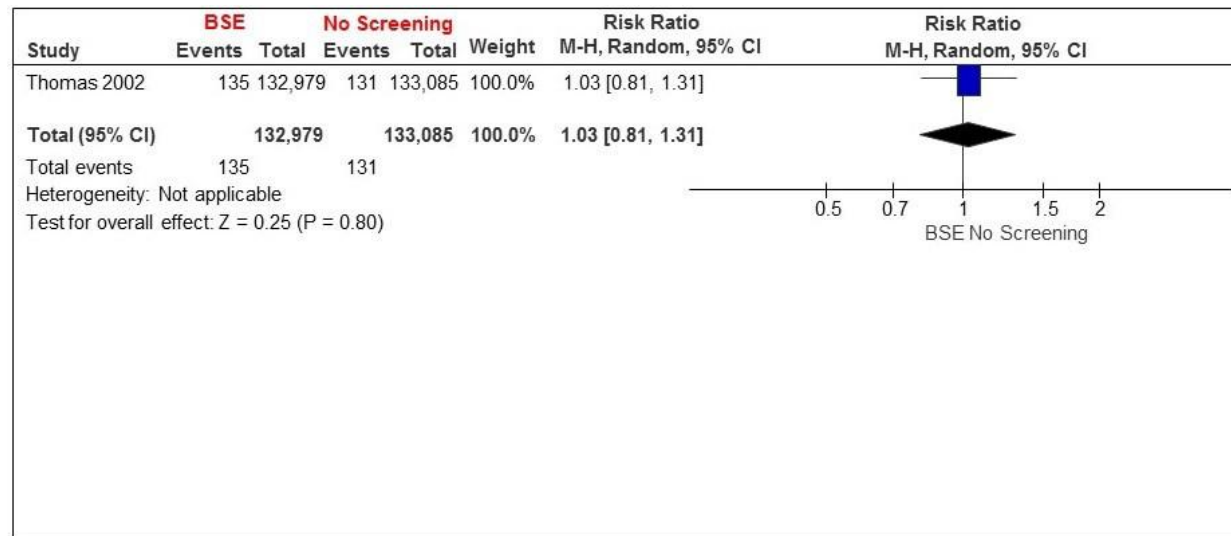 BSE No Screening Risk Ratio Risk Ratio
Study Events Total Events Total Weight M-H, Random, 95% CI M-H, Random, 95% CI
Thomas 2002 135 132,979 131 133,085 100.0% 1.03 [0.81, 1.31]
Total (95% CI) 132,979 133,085 100.0% 1.03 [0.81, 1.31]
Total events 135 131
Heterogeneity: Not applicable
Test for overall effect: Z = 0.25 (P = 0.80)
0.5 0.7 1 1.5 2
BSE No Screening